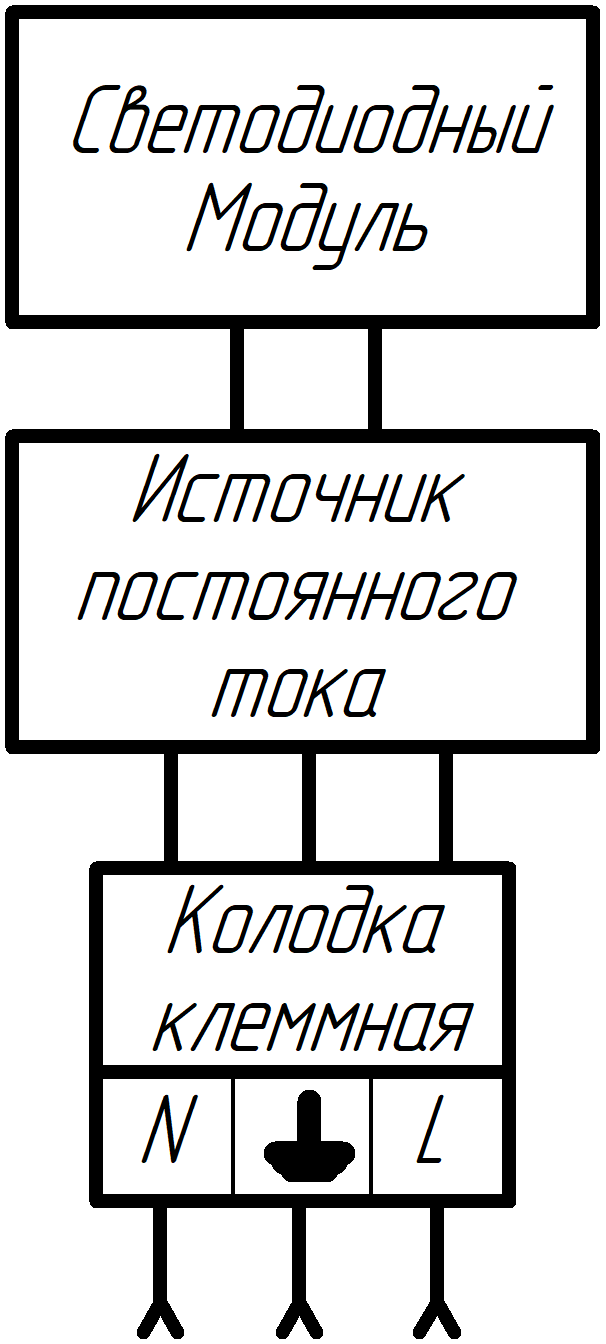 Светодиодный
Модуль
Источник
постоянного
тока
Колодка
клеммная
N L